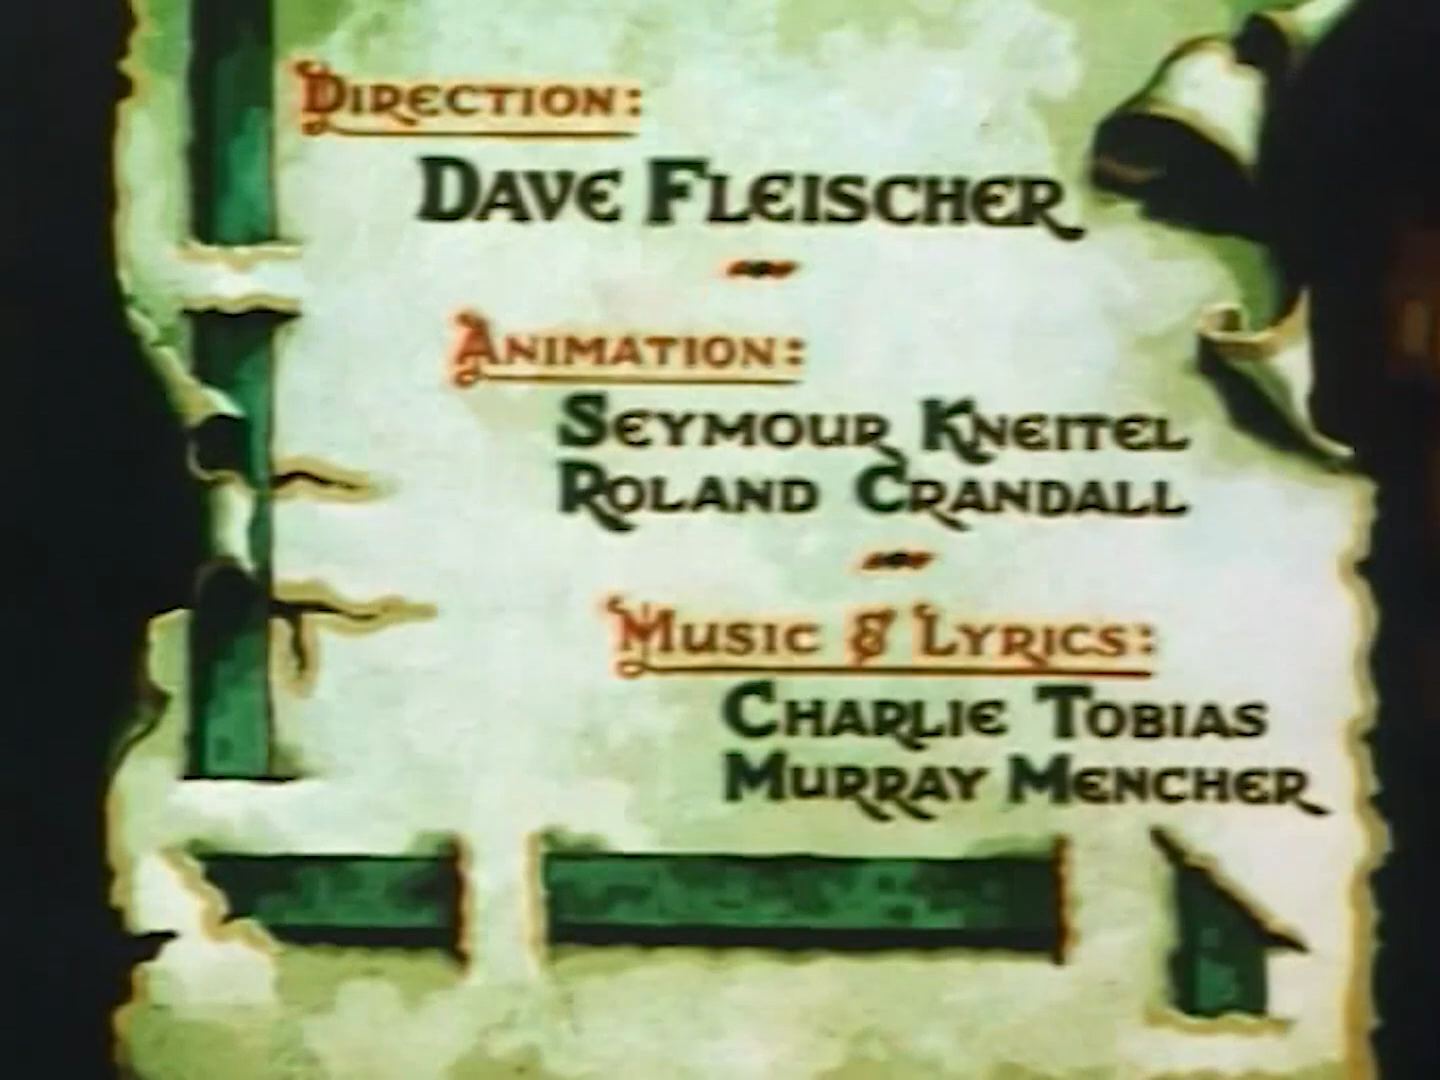 Direction:
Dave Fleischer
Animation:
Seymour Kneitel
Roland Crandall
Music & Lyrics:
Charlie Tobias
Murray Mencher